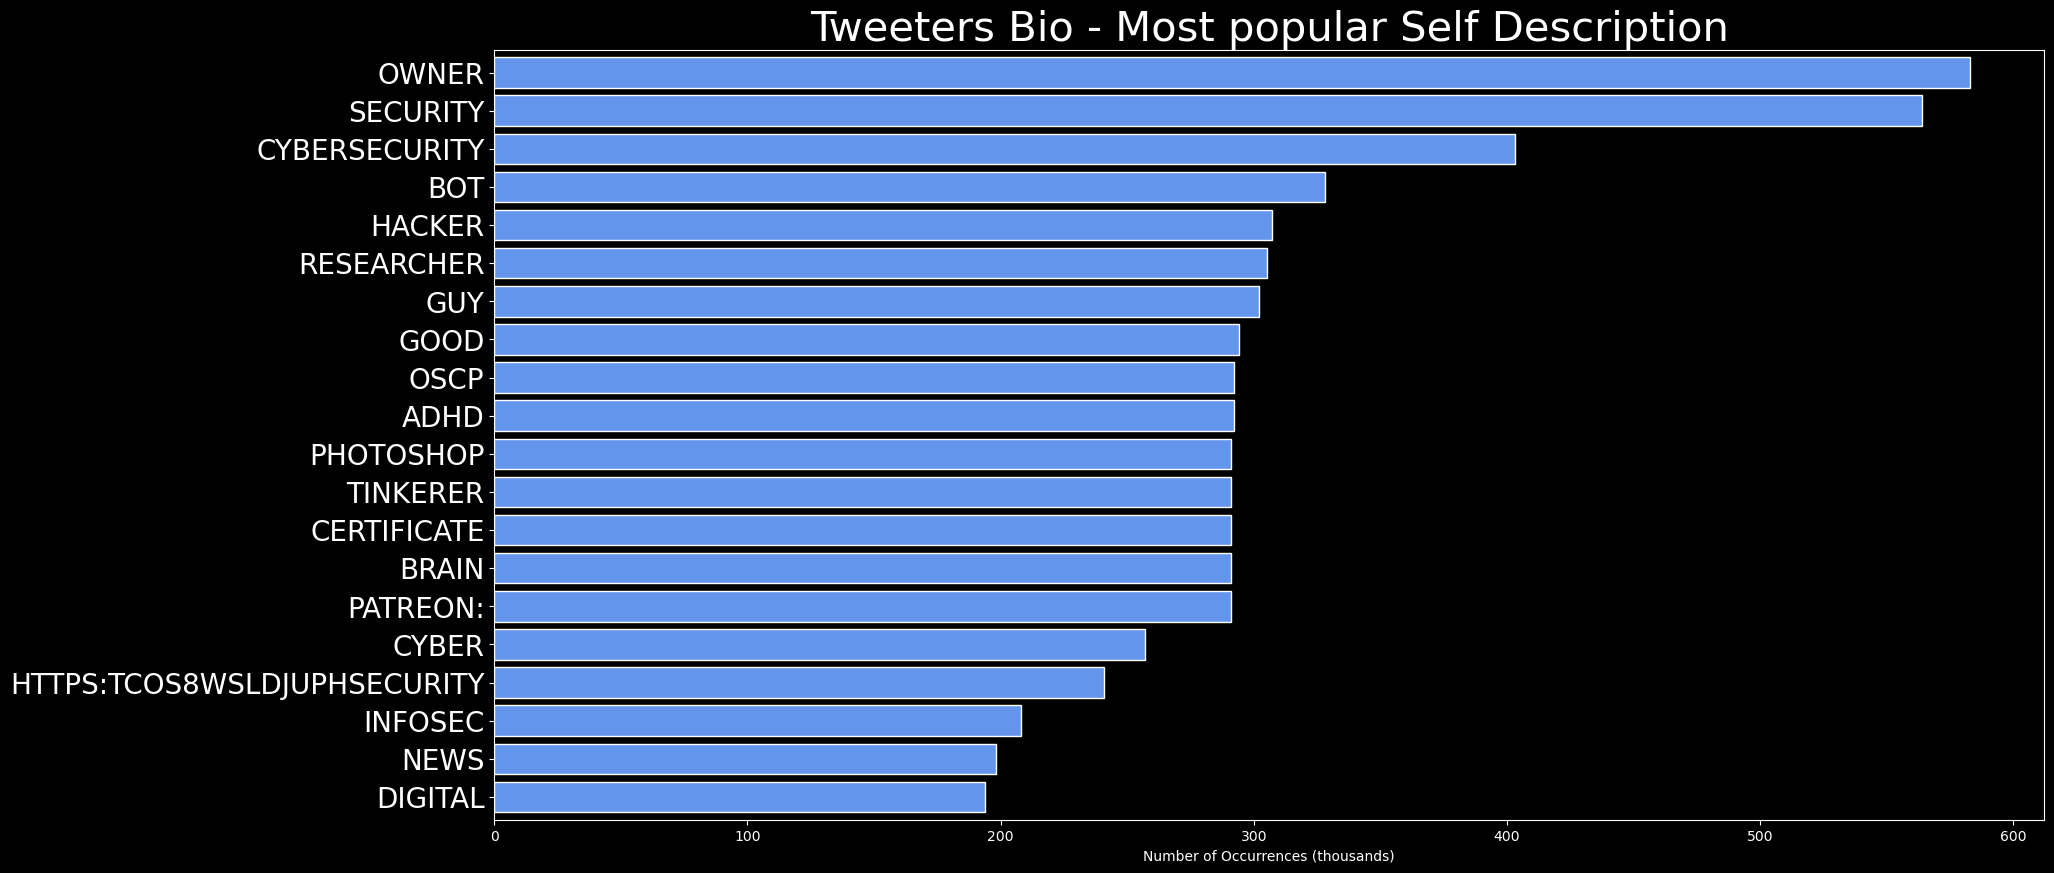 Tweeters Bio - Most popular Self Description
OWNER
SECURITY
CYBERSECURITY
BOT
HACKER
RESEARCHER
GUY
GOOD
OSCP
ADHD
PHOTOSHOP
TINKERER
CERTIFICATE
BRAIN
PATREON:
CYBER
HTTPS:TCOS8WSLDJUPHSECURITY
INFOSEC
NEWS
DIGITAL
0 100 200 300 400 500 600
Number of Occurrences (thousands)